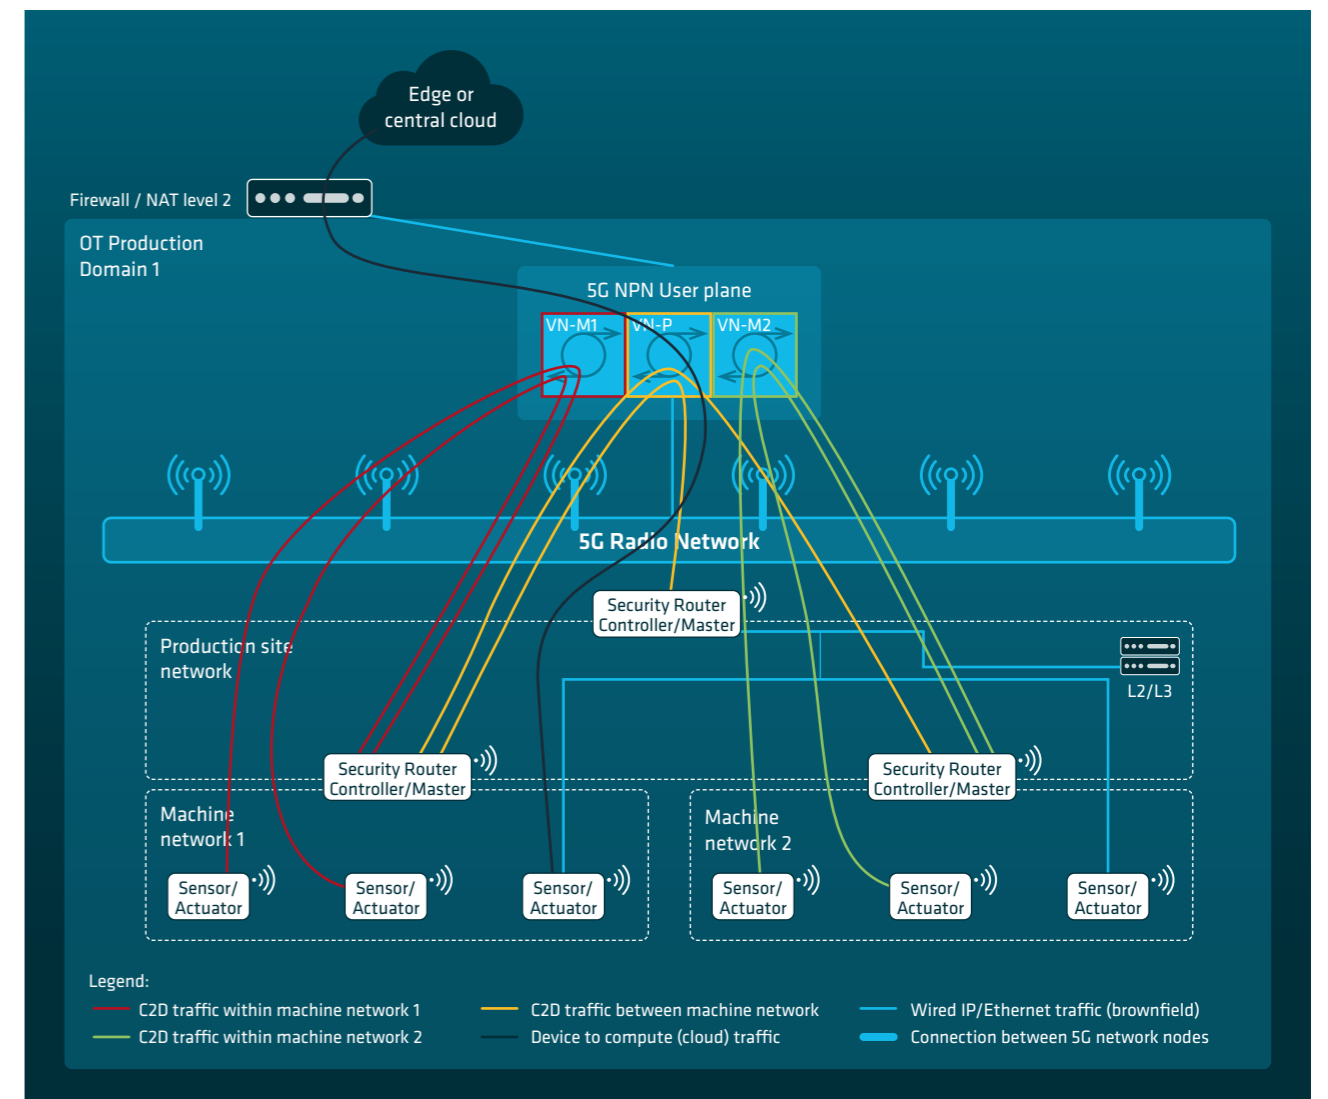 Edge or
central cloud
Firewall / NAT level 2
OT Production
Domain 1
5G NPN User plane
VN-M1
VN-P
VN-M2
5G Radio Network
Security Router
Controller/Master
Production site
network
L2/L3
Security Router
Controller/Master
Security Router
Controller/Master
Machine
network 1
Machine
network 2
Sensor/
Actuator
Sensor/
Actuator
Sensor/
Actuator
Sensor/
Actuator
Sensor/
Actuator
Sensor/
Actuator
Legend:
C2D traffic within machine network 1
C2D traffic between machine network
Wired IP/Ethernet traffic (brownfield)
C2D traffic within machine network 2
Device to compute (cloud) traffic
Connection between 5G network nodes